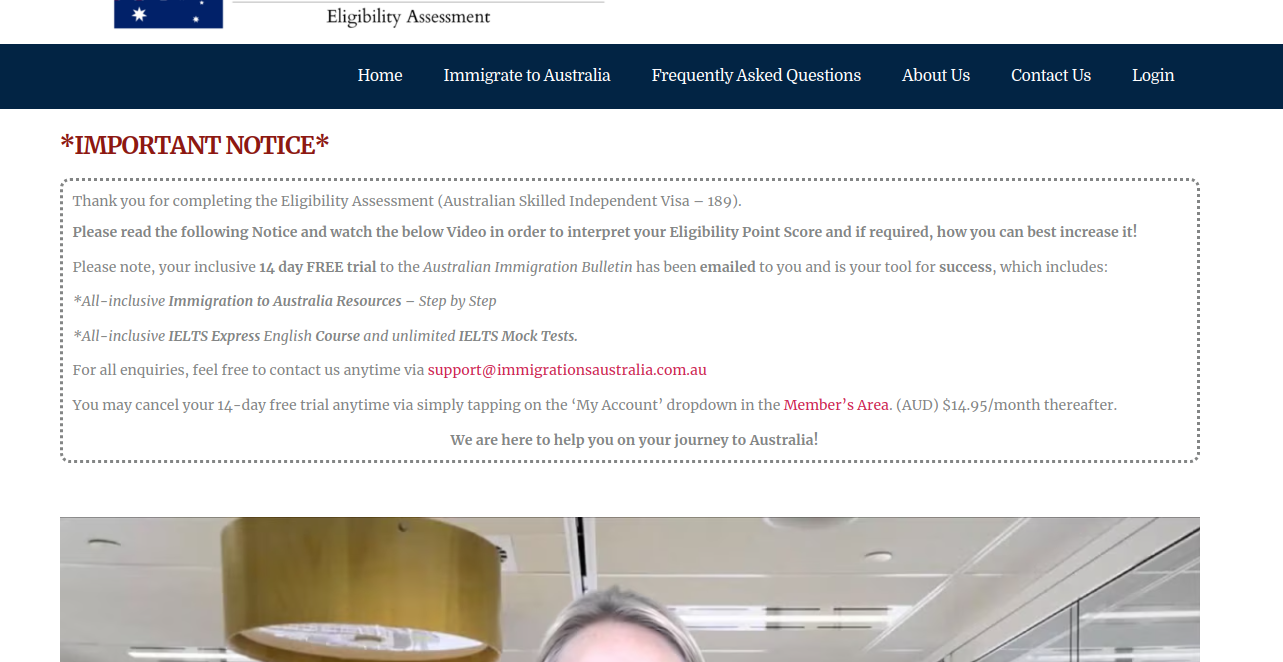 Eligibility Assessment
Home Immigrate to Australia Frequently Asked Questions About Us Contact Us Login
*IMPORTANT NOTICE*
Thank you for completing the Eligibility Assessment (Australian Skilled Independent Visa – 189).
Please read the following Notice and watch the below Video in order to interpret your Eligibility Point Score and if required, how you can best increase it!
Please note, your inclusive 14 day FREE trial to the Australian Immigration Bulletin has been emailed to you and is your tool for success, which includes:
*All-inclusive Immigration to Australia Resources – Step by Step
*All-inclusive IELTS Express English Course and unlimited IELTS Mock Tests.
For all enquiries, feel free to contact us anytime via support@immigrationsaustralia.com.au
You may cancel your 14-day free trial anytime via simply tapping on the ‘My Account’ dropdown in the Member’s Area. (AUD) $14.95/month thereafter.
We are here to help you on your journey to Australia!